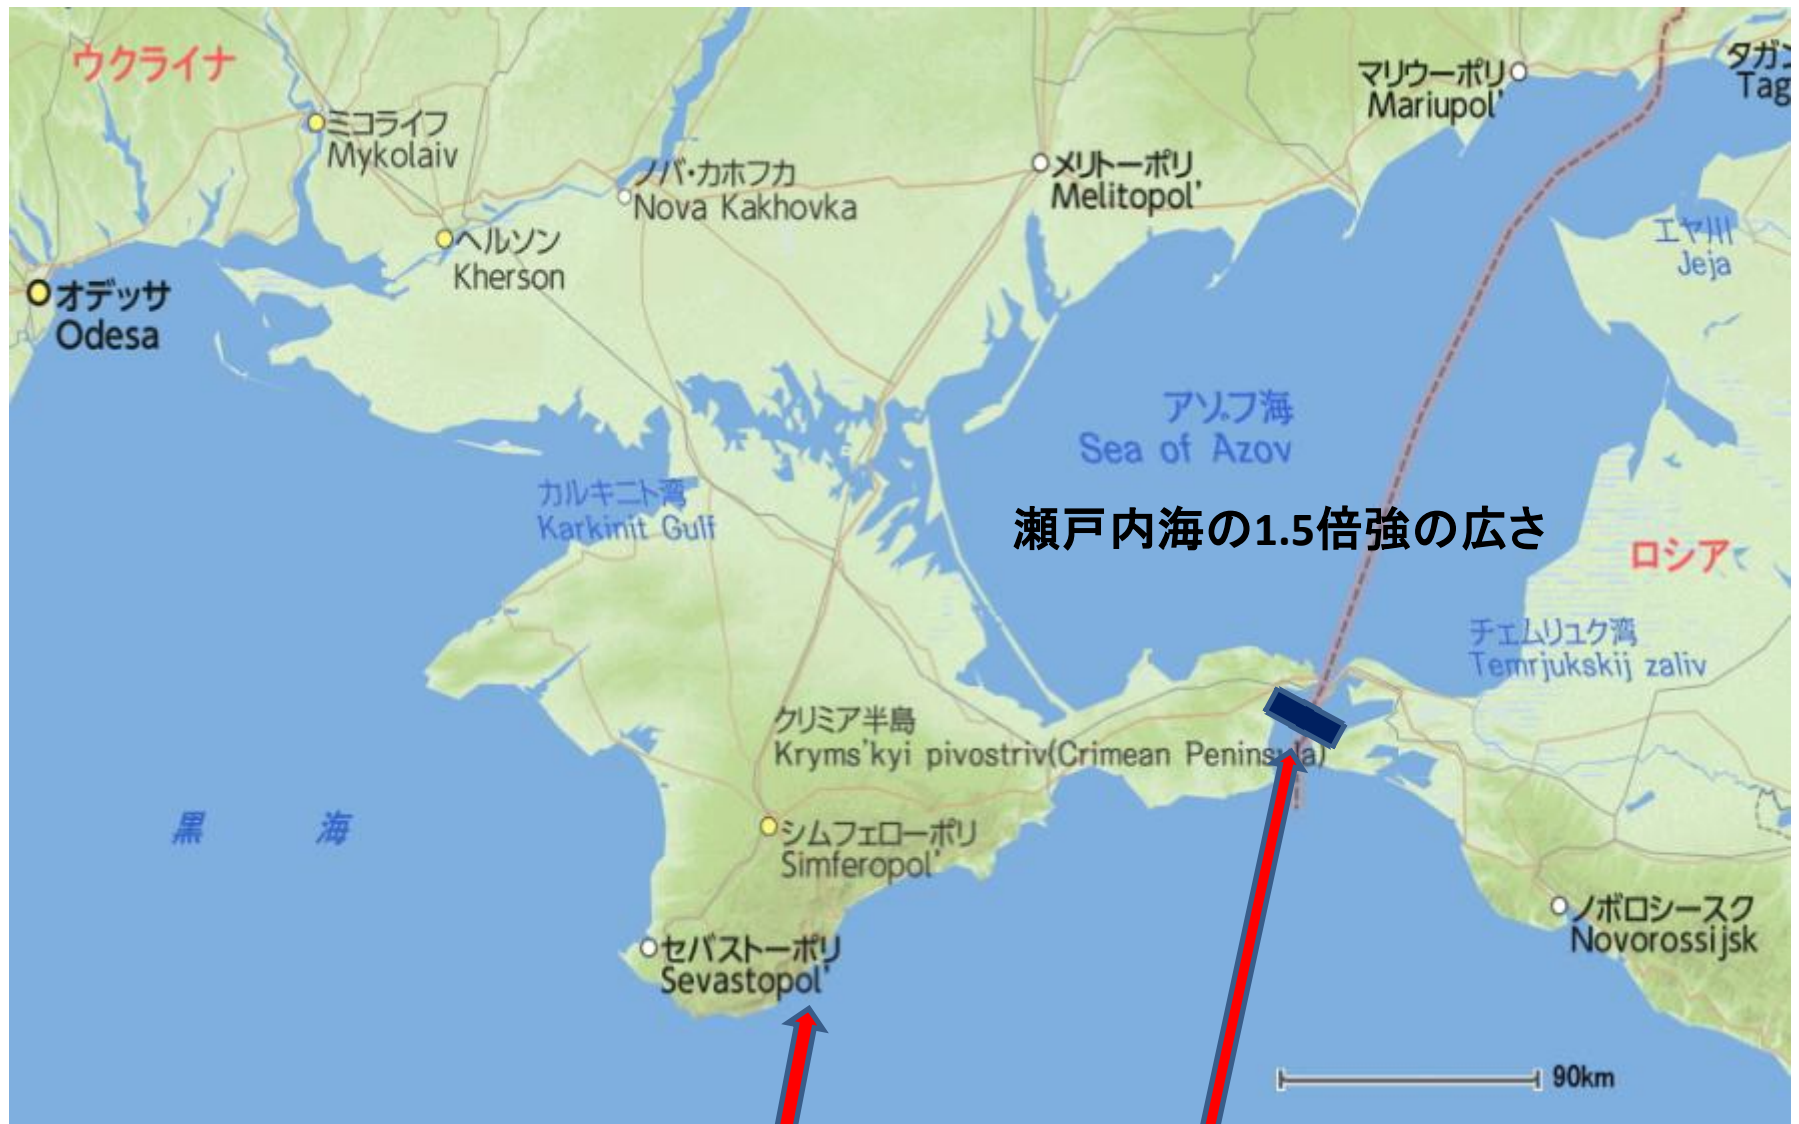 ウクライナ
ミコライフ
Mykolaiv
ノバ・カホフカ
Nova Kakhovka
ヘルソン
Kherson
オデッサ
Odesa
メリトーポリ
Melitopol'
マリウーポリ
Mariupol'
タガン
Tag
エヤ川
Jeja
アゾフ海
Sea of Azov
カルキニト湾
Karkinit Gulf
瀬戸内海の1.5倍強の広さ
ロシア
チェムリュク湾
Temrjukskij zaliv
クリミア半島
Kryms'kyi pivostriv(Crimean Peninsula)
黒 海
シムフェローポリ
Simferopol'
セバストーポリ
Sevastopol'
ノボロシースク
Novorossijsk
90km